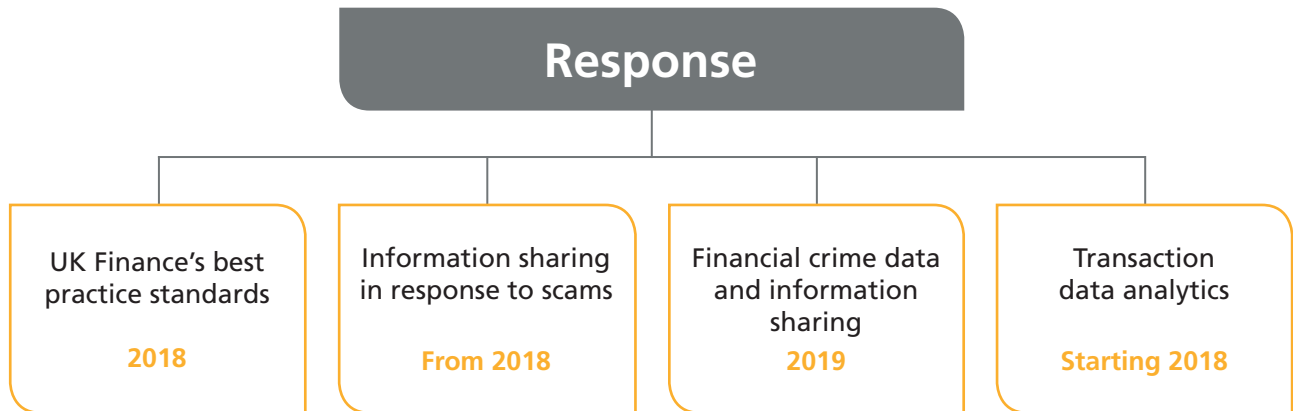 Response
UK Finance’s best
practice standards
2018
Information sharing
in response to scams
From 2018
Financial crime data
and information
sharing
2019
Transaction
data analytics
Starting 2018